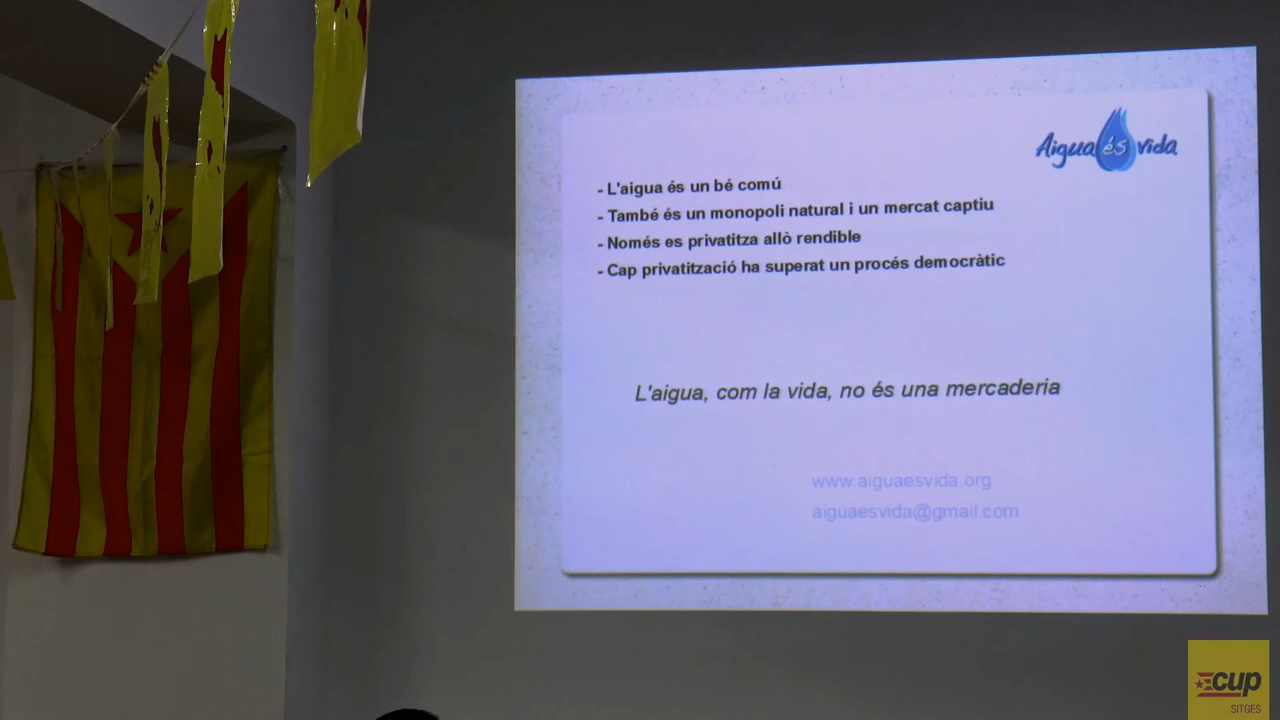 Aigua és vida
- L'aigua és un bé comú
- També és un monopoli natural i un mercat captiu
- Només es privatitza allò rendible
- Cap privatització ha superat un procés democràtic
L'aigua, com la vida, no és una mercaderia
www.aiguaesvida.org
aiguaesvida@gmail.com
cup
SITGES